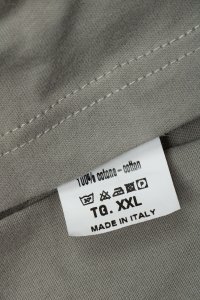 100% cotone - cotton
TG. XXL
MADE IN ITALY